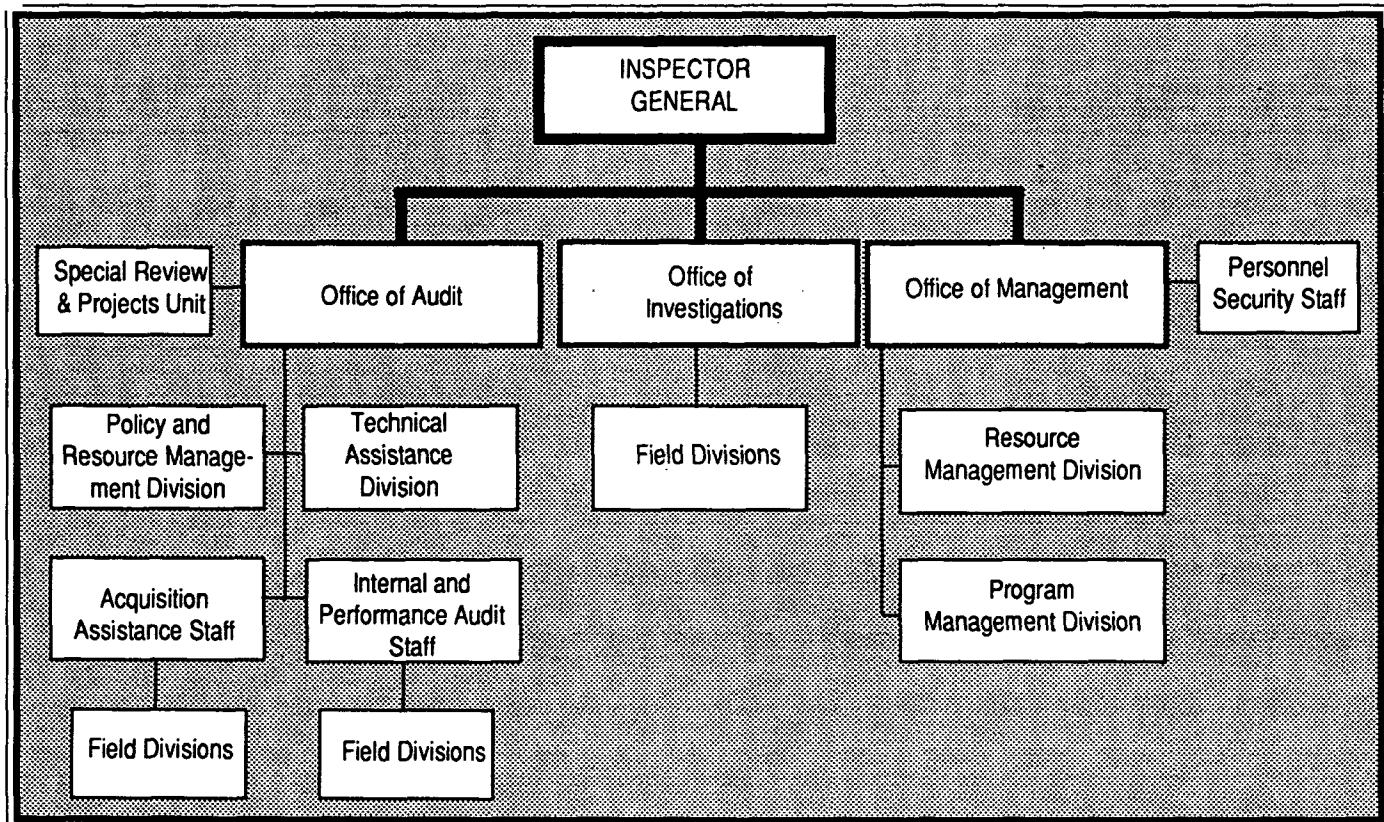 INSPECTOR
GENERAL
Special Review
& Projects Unit
Office of Audit
Office of
Investigations
Office of Management
Personnel
Security Staff
Policy and
Resource Manage-
ment Division
Technical
Assistance
Division
Field Divisions
Resource
Management Division
Acquisition
Assistance Staff
Internal and
Performance Audit
Staff
Program
Management Division
Field Divisions
Field Divisions